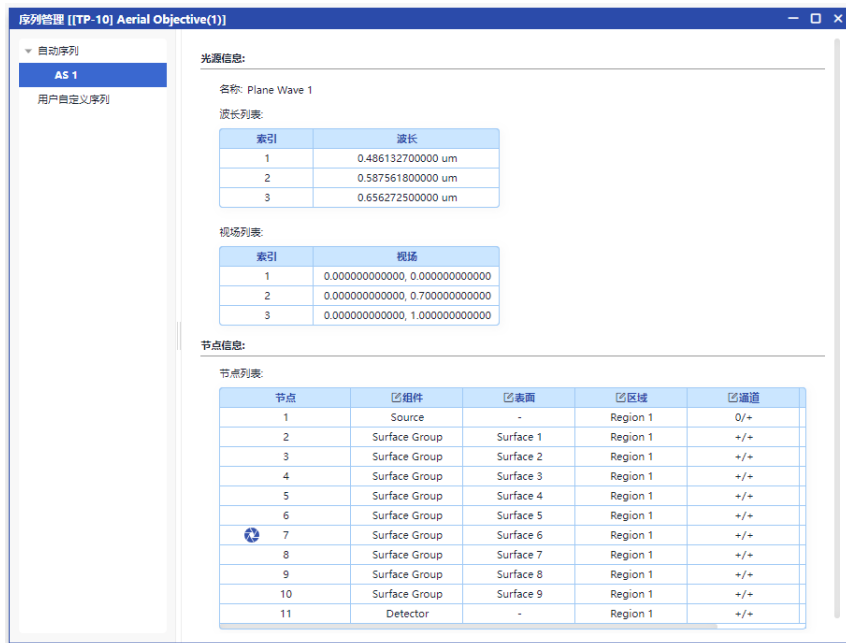 序列管理 [[TP-10] Aerial Objective(1)]
自动序列
AS 1
用户自定义序列
光源信息:
名称: Plane Wave 1
波长列表:
索引 波长
1 0.486132700000 um
2 0.587561800000 um
3 0.656272500000 um
视场列表:
索引 视场
1 0.000000000000, 0.000000000000
2 0.000000000000, 0.700000000000
3 0.000000000000, 1.000000000000
节点信息:
节点列表:
节点 组件 表面 区域 通道
1 Source - Region 1 0/+
2 Surface Group Surface 1 Region 1 +/+
3 Surface Group Surface 2 Region 1 +/+
4 Surface Group Surface 3 Region 1 +/+
5 Surface Group Surface 4 Region 1 +/+
6 Surface Group Surface 5 Region 1 +/+
7 Surface Group Surface 6 Region 1 +/+
8 Surface Group Surface 7 Region 1 +/+
9 Surface Group Surface 8 Region 1 +/+
10 Surface Group Surface 9 Region 1 +/+
11 Detector - Region 1 +/+